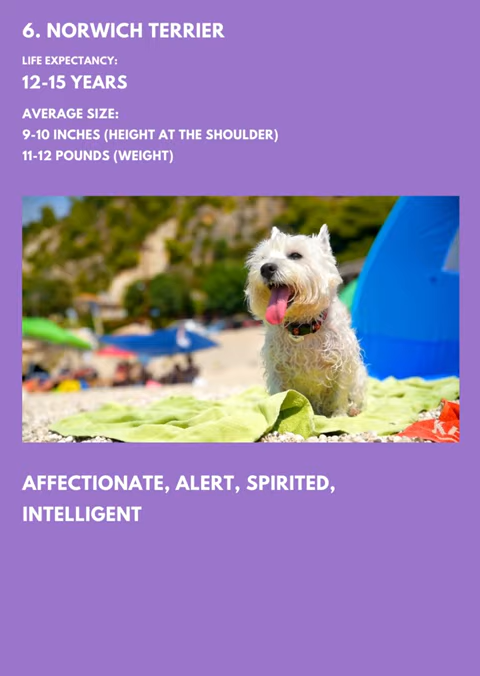 6. NORWICH TERRIER
LIFE EXPECTANCY:
12-15 YEARS
AVERAGE SIZE:
9-10 INCHES (HEIGHT AT THE SHOULDER)
11-12 POUNDS (WEIGHT)
AFFECTIONATE, ALERT, SPIRITED,
INTELLIGENT